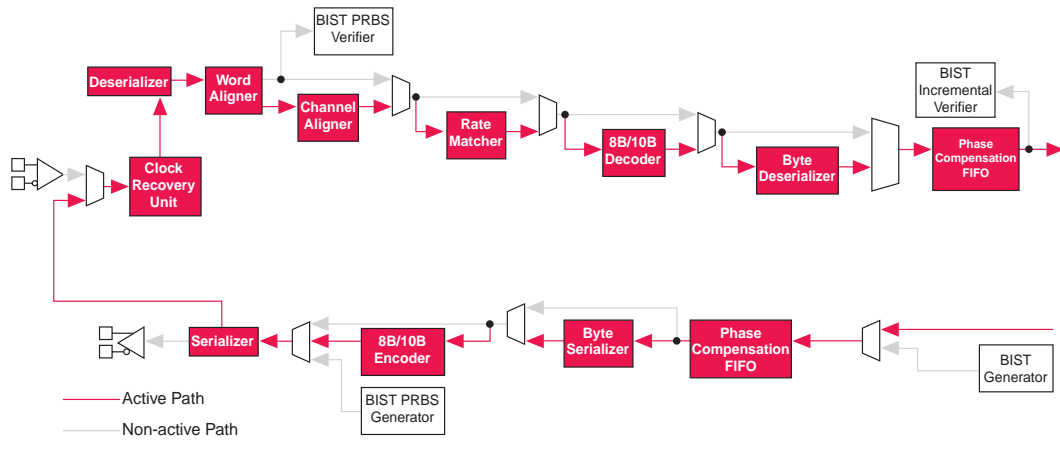 BIST PRBS
Verifier
Deserializer
Word
Aligner
Channel
Aligner
Rate
Matcher
8B/10B
Decoder
Byte
Deserializer
BIST
Incremental
Verifier
Phase
Compensation
FIFO
Clock
Recovery
Unit
Serializer
8B/10B
Encoder
BIST PRBS
Generator
Byte
Serializer
Phase
Compensation
FIFO
BIST
Generator
Active Path
Non-active Path